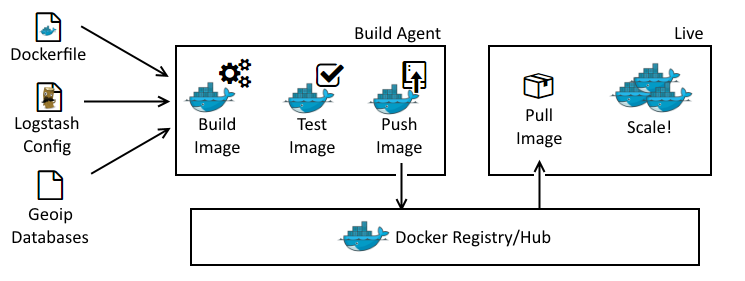 Dockerfile
Logstash
Config
Geoip
Databases
Build Agent
Build
Image
Test
Image
Push
Image
Live
Pull
Image
Scale!
Docker Registry/Hub